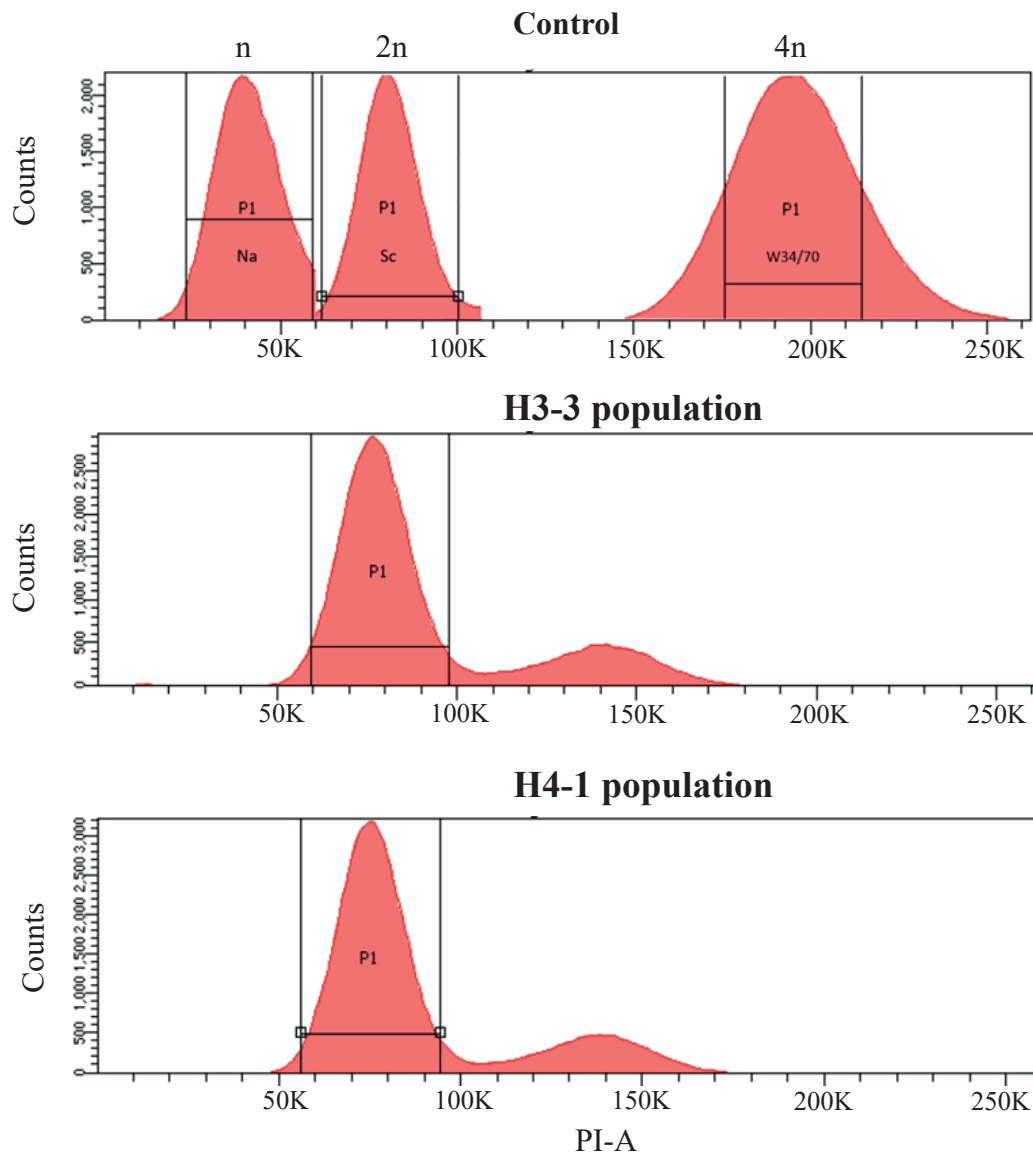 Control
n 2n 4n
Counts
2,000
1,500
1,000
500
0
P1 P1 P1
Na Sc W34/70
50K 100K 150K 200K 250K
H3-3 population
Counts
2,500
2,000
1,500
1,000
500
0
P1
50K 100K 150K 200K 250K
H4-1 population
Counts
3,000
2,500
2,000
1,500
1,000
500
0
P1
50K 100K 150K 200K 250K
PI-A